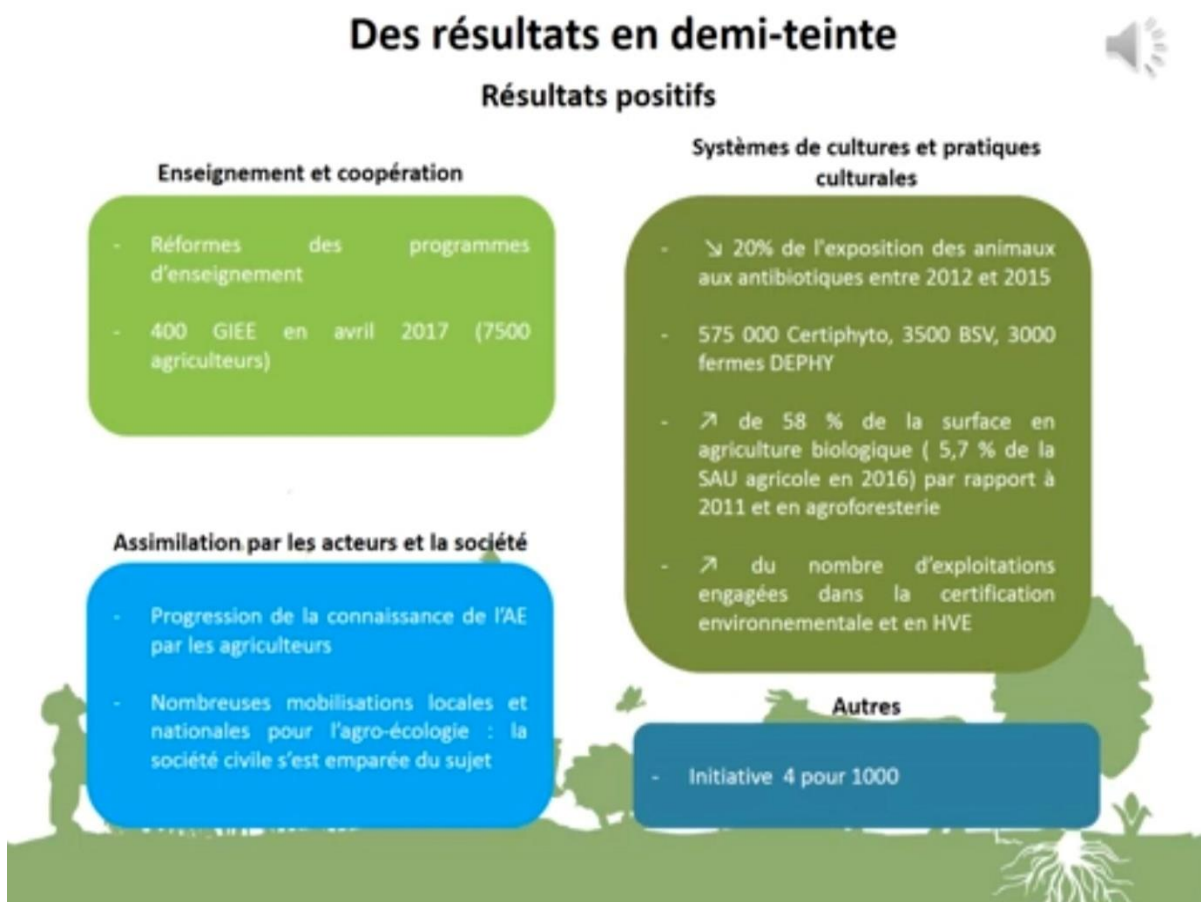 Des résultats en demi-teinte
Résultats positifs
Enseignement et coopération
- Réformes des programmes
d'enseignement
- 400 GIEE en avril 2017 (7500
agriculteurs)
Assimilation par les acteurs et la société
- Progression de la connaissance de l'AE
par les agriculteurs
- Nombreuses mobilisations locales et
nationales pour l'agro-écologie : la
société civile s'est emparée du sujet
Systèmes de cultures et pratiques
culturales
- ↘ 20% de l'exposition des animaux
aux antibiotiques entre 2012 et 2015
- 575 000 Certiphyto, 3500 BSV, 3000
fermes DEPHY
- ↗ de 58 % de la surface en
agriculture biologique ( 5,7 % de la
SAU agricole en 2016) par rapport à
2011 et en agroforesterie
- ↗ du nombre d'exploitations
engagées dans la certification
environnementale et en HVE
Autres
- Initiative 4 pour 1000